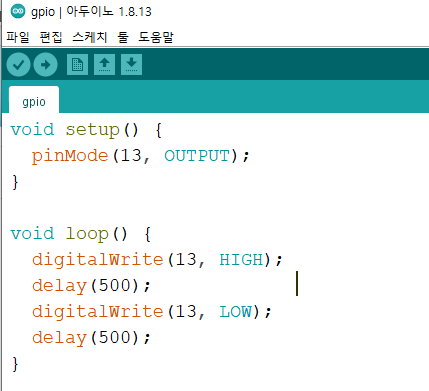 gpio | 아두이노 1.8.13
파일 편집 스케치 툴 도움말
gpio
void setup() {
  pinMode(13, OUTPUT);
}

void loop() {
  digitalWrite(13, HIGH);
  delay(500);
  digitalWrite(13, LOW);
  delay(500);
}